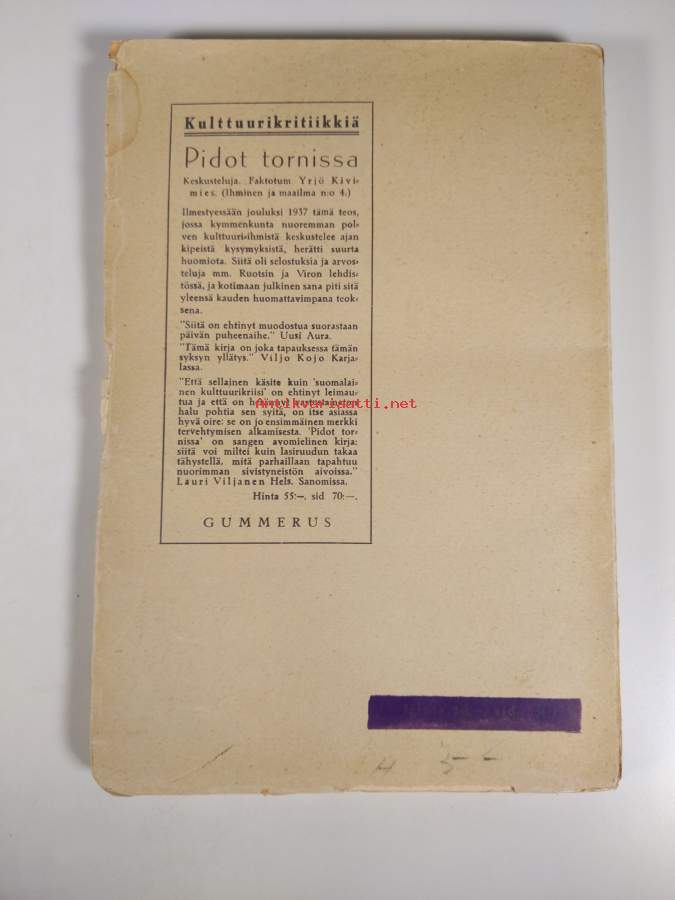 Kulttuurikritiikkiä
Pidot tornissa
Keskusteluja. Faktotum Yrjö Kivi-
mies. (Ihminen ja maailma n:o 4.)
Ilmestyessään jouluksi 1937 tämä teos,
jossa kymmenkunta nuoremman pol-
ven kulttuuri-ihmistä keskustelee ajan
kipeistä kysymyksistä, herätti suurta
huomiota. Siitä oli selostuksia ja arvos-
teluja mm. Ruotsin ja Viron lehdis-
tössä, ja kotimaan julkinen sana piti sitä
yleensä kauden huomattavimpana teok-
sena.
"Siitä on ehtinyt muodostua suorastaan
päivän puheenaihe." Uusi Aura.
"Tämä kirja on joka tapauksessa tämän
syksyn yllätys." Viljo Kojo Karja-
lassa.
"Että sellainen käsite kuin 'suomalai-
nen kulttuurikriisi' on ehtinyt leimau-
tua ja että on
halu pohtia sen syitä, on itse asiassa
hyvä oire: se on jo ensimmäinen merkki
tervehtymisen alkamisesta. 'Pidot tor-
nissa' on sangen avomielinen kirja:
siitä voi miltei kuin lasiruudun takaa
tähystellä, mitä parhaillaan tapahtuu
nuorimman sivistyneistön aivoissa."
Lauri Viljanen Hels. Sanomissa.
Hinta 55:—, sid 70:—.
GUMMERUS
Antikvariaatti.net